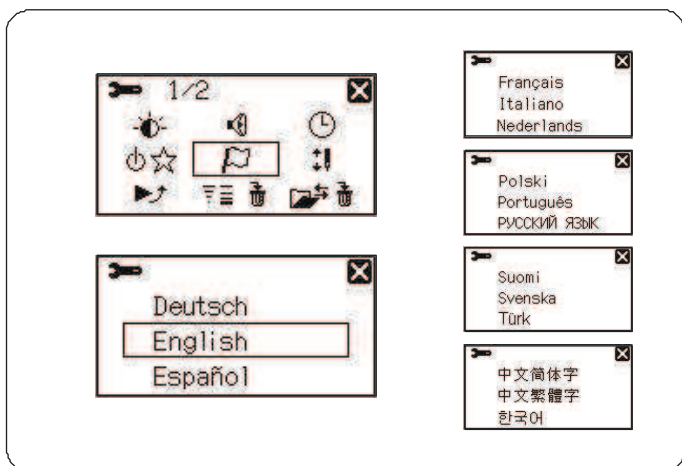 1/2
Deutsch
English
Español
Français
Italiano
Nederlands
Polski
Português
РУССКИЙ ЯЗЫК
Suomi
Svenska
Türk
中文简体字
中文繁體字
한국어